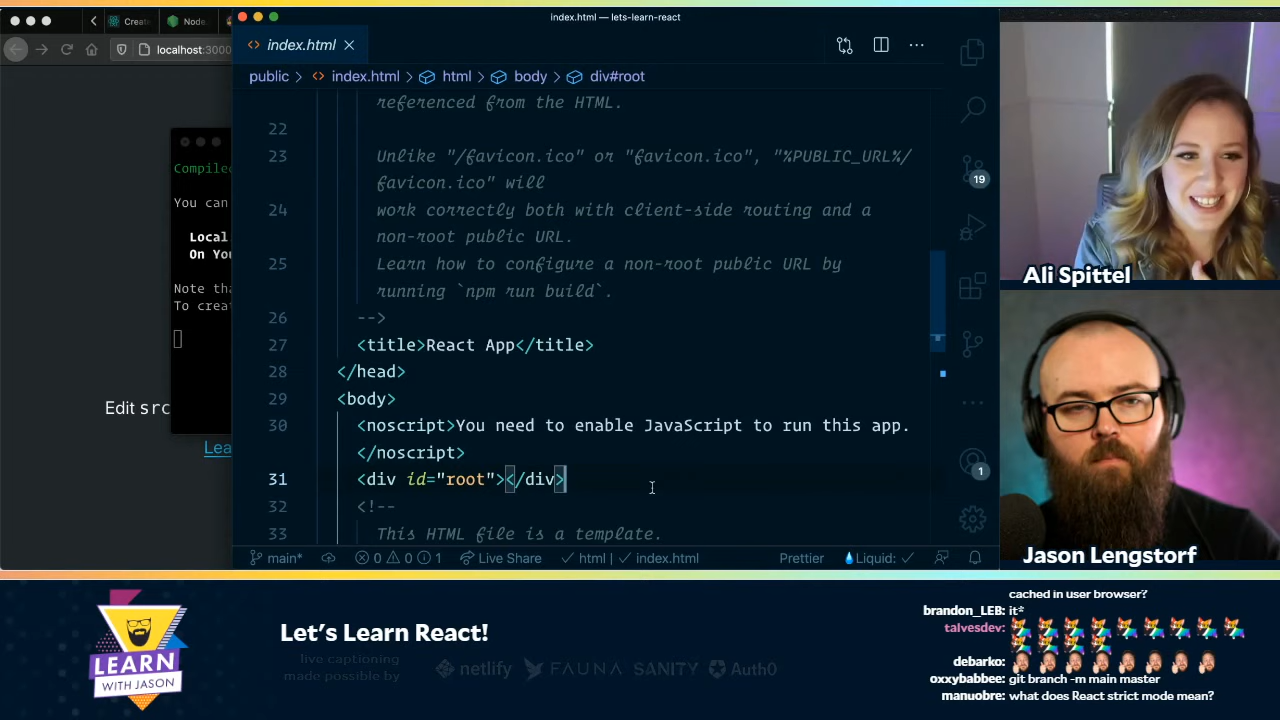 index.html — lets-learn-react
Create
Node.
localhost:3000
index.html
public > index.html > html > body > div#root
referenced from the HTML.
22
23 Unlike "/favicon.ico" or "favicon.ico", "%PUBLIC_URL%/
favicon.ico" will
24 work correctly both with client-side routing and a
non-root public URL.
25 Learn how to configure a non-root public URL by
running `npm run build`.
26 -->
27 <title>React App</title>
28 </head>
29 <body>
30 <noscript>You need to enable JavaScript to run this app.
</noscript>
31 <div id="root"></div>
32 <!--
33 This HTML file is a template.
Compiled
You can
Local
On You
Note tha
To creat
Edit src
Lea
19
1
main* 0 0 1 Live Share html | index.html Prettier Liquid:
Ali Spittel
Jason Lengstorf
LEARN
WITH JASON
Let's Learn React!
live captioning
made possible by
netlify
FAUNA
SANITY
Auth0
cached in user browser?
brandon_LEB: it*
talvesdev:
debarko:
oxxybabbee: git branch -m main master
manuobre: what does React strict mode mean?